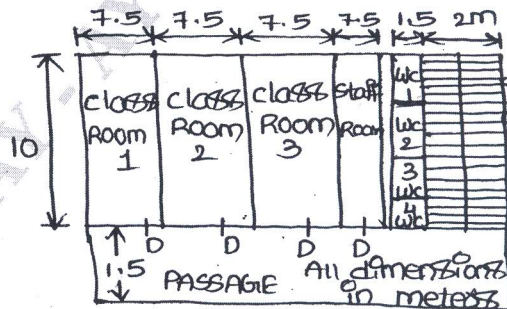 7.5 7.5 7.5 7.5 1.5 2m
class Room 1
class Room 2
class Room 3
Staff Room
WC 1
WC 2
3 WC
4 WC
10
D D D D
1.5
PASSAGE
All dimensions in meters